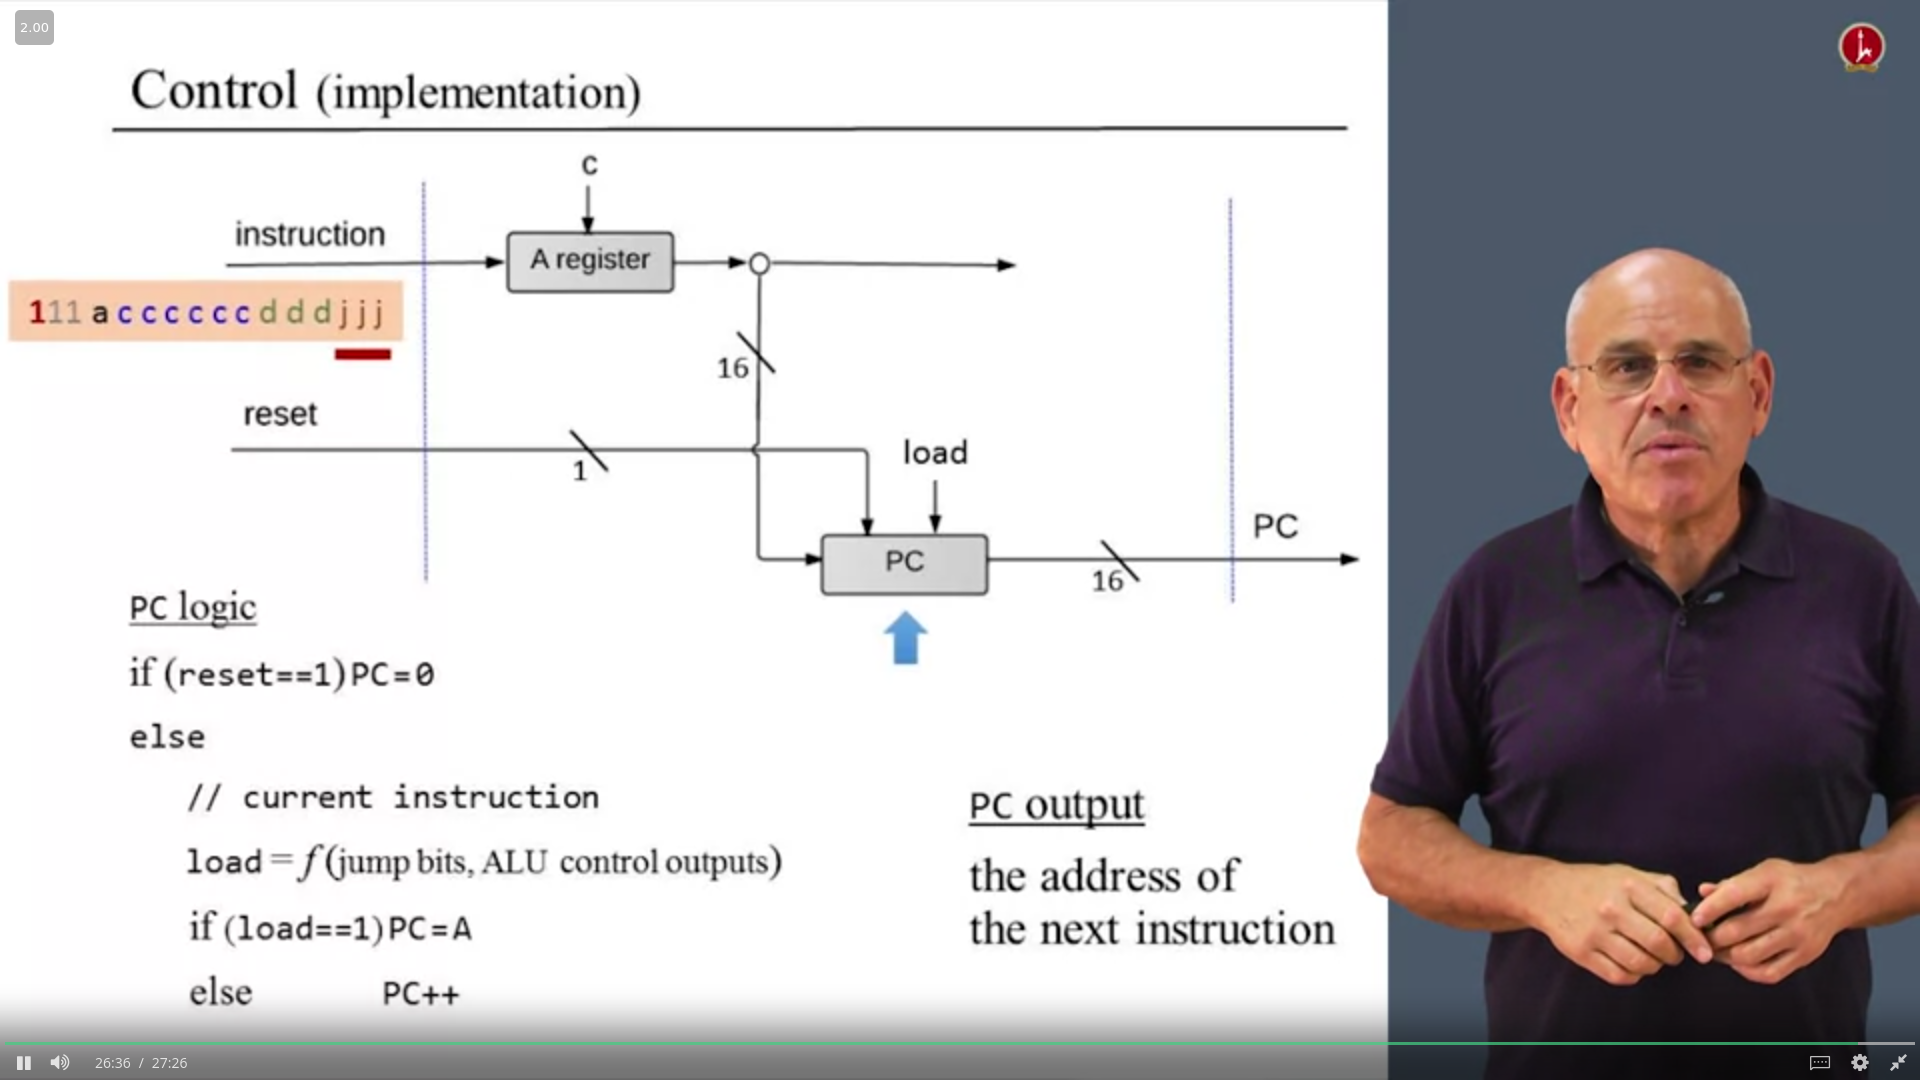 2.00
Control (implementation)
c
instruction
A register
111 a c c c c c c d d d j j j
16
reset
1
load
PC
PC
16
PC logic
if (reset==1) PC=0
else
// current instruction
load = f (jump bits, ALU control outputs)
if (load==1) PC=A
else PC++
PC output
the address of
the next instruction
26:36 / 27:26